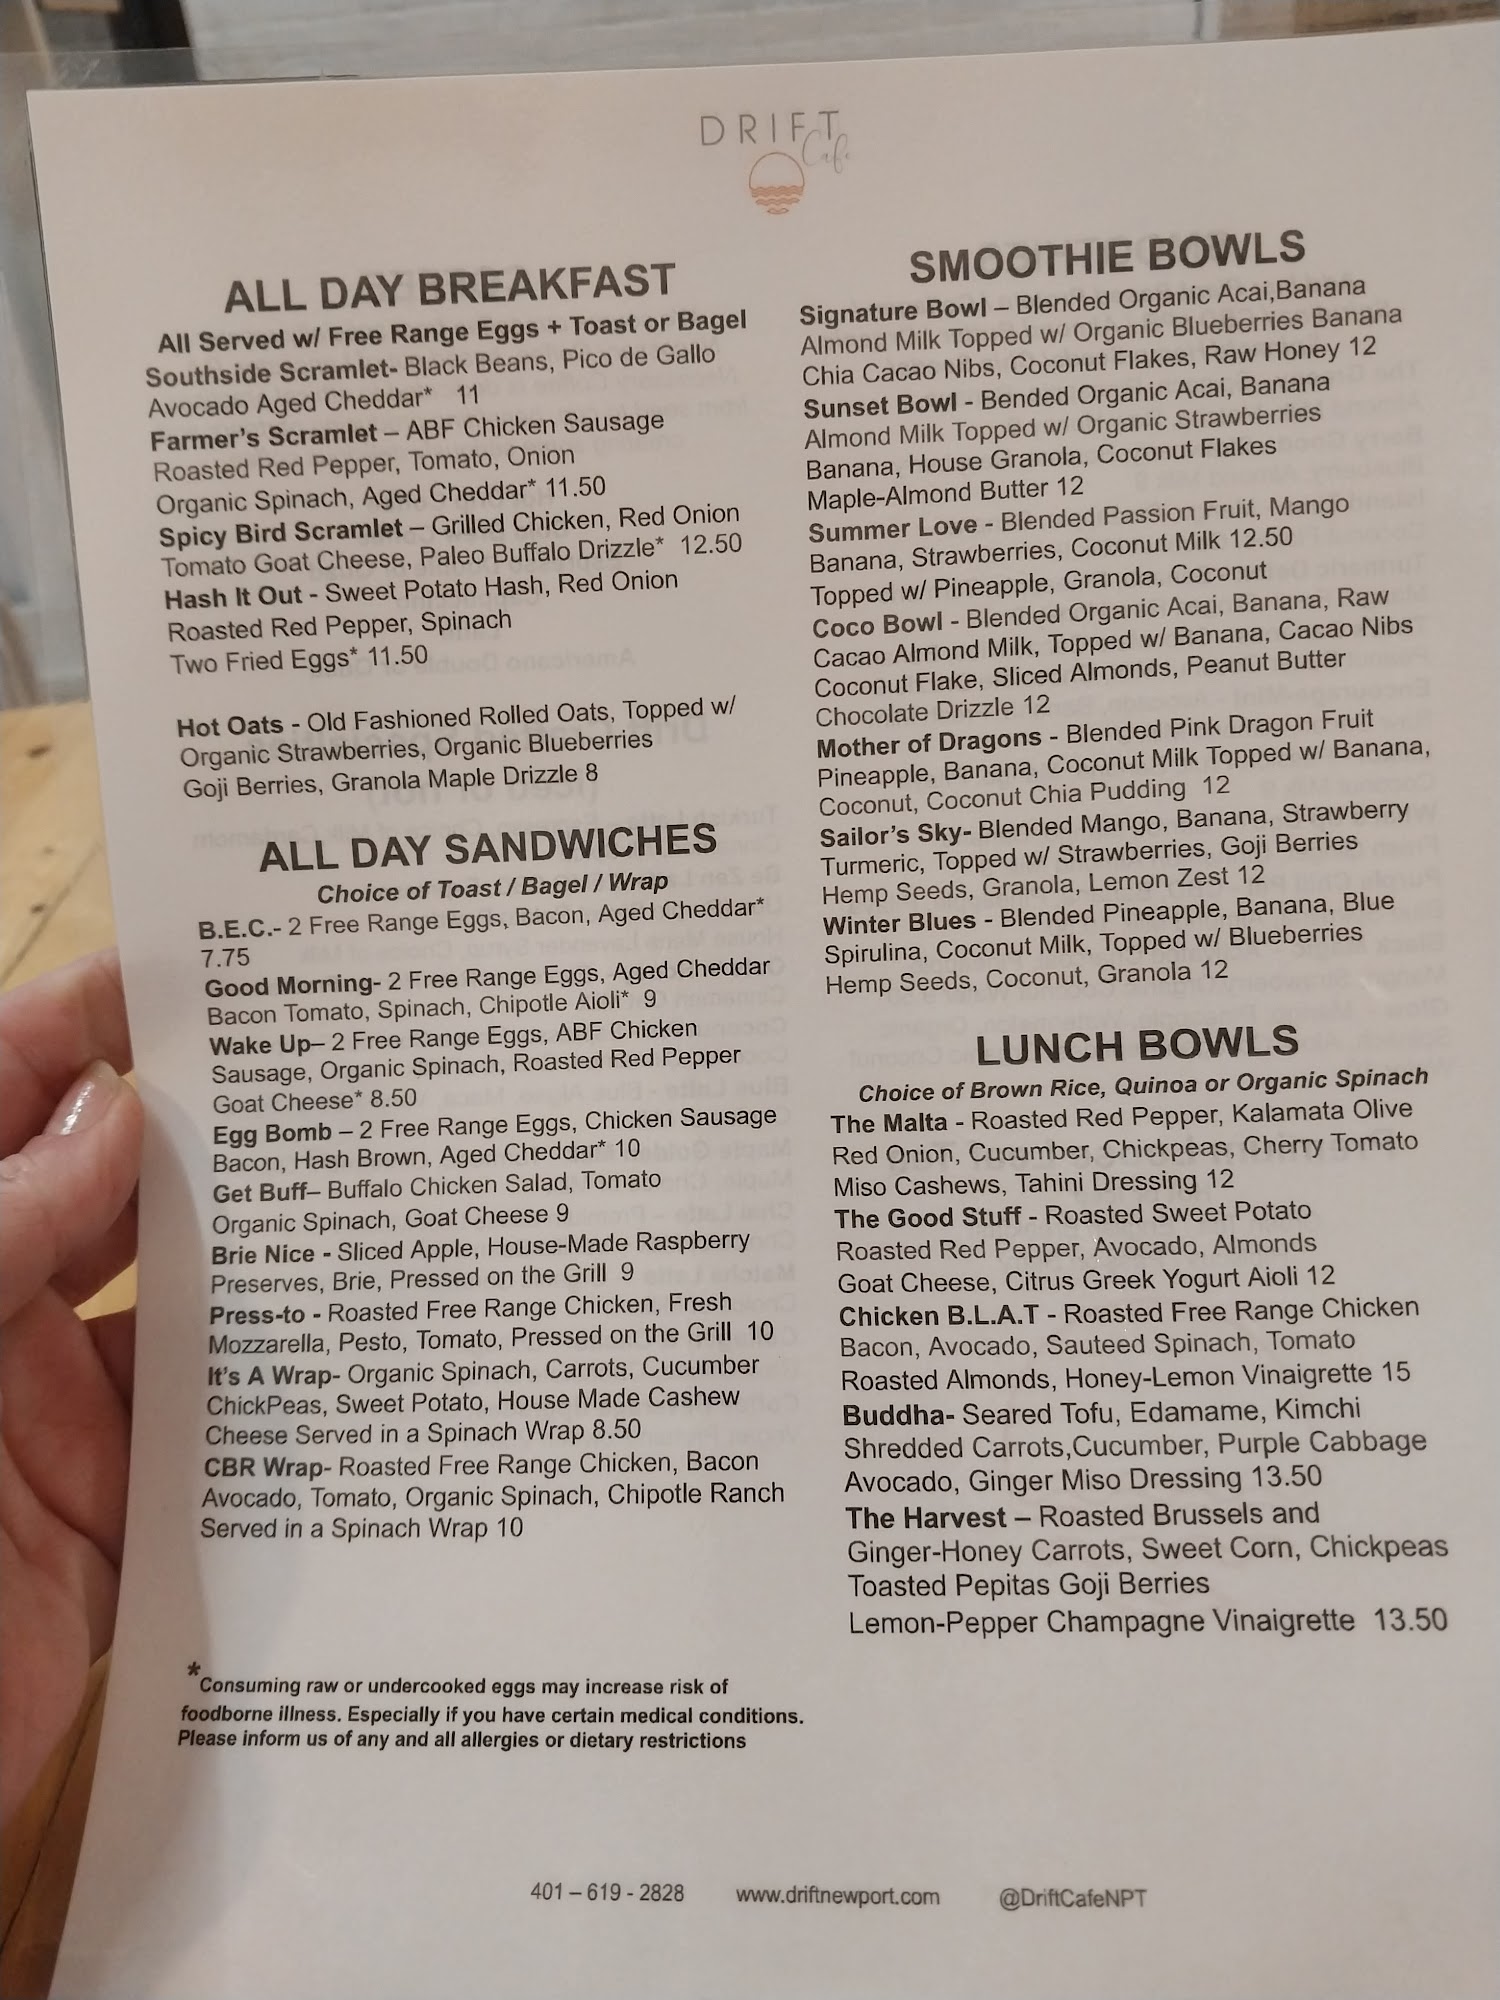 DRIFT
Cafe
ALL DAY BREAKFAST
All Served w/ Free Range Eggs + Toast or Bagel
Southside Scramlet- Black Beans, Pico de Gallo
Avocado Aged Cheddar* 11
Farmer's Scramlet – ABF Chicken Sausage
Roasted Red Pepper, Tomato, Onion
Organic Spinach, Aged Cheddar* 11.50
Spicy Bird Scramlet – Grilled Chicken, Red Onion
Tomato Goat Cheese, Paleo Buffalo Drizzle* 12.50
Hash It Out - Sweet Potato Hash, Red Onion
Roasted Red Pepper, Spinach
Two Fried Eggs* 11.50
Hot Oats - Old Fashioned Rolled Oats, Topped w/
Organic Strawberries, Organic Blueberries
Goji Berries, Granola Maple Drizzle 8
ALL DAY SANDWICHES
Choice of Toast / Bagel / Wrap
B.E.C.- 2 Free Range Eggs, Bacon, Aged Cheddar*
7.75
Good Morning- 2 Free Range Eggs, Aged Cheddar
Bacon Tomato, Spinach, Chipotle Aioli* 9
Wake Up– 2 Free Range Eggs, ABF Chicken
Sausage, Organic Spinach, Roasted Red Pepper
Goat Cheese* 8.50
Egg Bomb – 2 Free Range Eggs, Chicken Sausage
Bacon, Hash Brown, Aged Cheddar* 10
Get Buff– Buffalo Chicken Salad, Tomato
Organic Spinach, Goat Cheese 9
Brie Nice - Sliced Apple, House-Made Raspberry
Preserves, Brie, Pressed on the Grill 9
Press-to - Roasted Free Range Chicken, Fresh
Mozzarella, Pesto, Tomato, Pressed on the Grill 10
It's A Wrap- Organic Spinach, Carrots, Cucumber
ChickPeas, Sweet Potato, House Made Cashew
Cheese Served in a Spinach Wrap 8.50
CBR Wrap- Roasted Free Range Chicken, Bacon
Avocado, Tomato, Organic Spinach, Chipotle Ranch
Served in a Spinach Wrap 10
*Consuming raw or undercooked eggs may increase risk of
foodborne illness. Especially if you have certain medical conditions.
Please inform us of any and all allergies or dietary restrictions
SMOOTHIE BOWLS
Signature Bowl – Blended Organic Acai,Banana
Almond Milk Topped w/ Organic Blueberries Banana
Chia Cacao Nibs, Coconut Flakes, Raw Honey 12
Sunset Bowl - Bended Organic Acai, Banana
Almond Milk Topped w/ Organic Strawberries
Banana, House Granola, Coconut Flakes
Maple-Almond Butter 12
Summer Love - Blended Passion Fruit, Mango
Banana, Strawberries, Coconut Milk 12.50
Topped w/ Pineapple, Granola, Coconut
Coco Bowl - Blended Organic Acai, Banana, Raw
Cacao Almond Milk, Topped w/ Banana, Cacao Nibs
Coconut Flake, Sliced Almonds, Peanut Butter
Chocolate Drizzle 12
Mother of Dragons - Blended Pink Dragon Fruit
Pineapple, Banana, Coconut Milk Topped w/ Banana,
Coconut, Coconut Chia Pudding 12
Sailor's Sky- Blended Mango, Banana, Strawberry
Turmeric, Topped w/ Strawberries, Goji Berries
Hemp Seeds, Granola, Lemon Zest 12
Winter Blues - Blended Pineapple, Banana, Blue
Spirulina, Coconut Milk, Topped w/ Blueberries
Hemp Seeds, Coconut, Granola 12
LUNCH BOWLS
Choice of Brown Rice, Quinoa or Organic Spinach
The Malta - Roasted Red Pepper, Kalamata Olive
Red Onion, Cucumber, Chickpeas, Cherry Tomato
Miso Cashews, Tahini Dressing 12
The Good Stuff - Roasted Sweet Potato
Roasted Red Pepper, Avocado, Almonds
Goat Cheese, Citrus Greek Yogurt Aioli 12
Chicken B.L.A.T - Roasted Free Range Chicken
Bacon, Avocado, Sauteed Spinach, Tomato
Roasted Almonds, Honey-Lemon Vinaigrette 15
Buddha- Seared Tofu, Edamame, Kimchi
Shredded Carrots,Cucumber, Purple Cabbage
Avocado, Ginger Miso Dressing 13.50
The Harvest – Roasted Brussels and
Ginger-Honey Carrots, Sweet Corn, Chickpeas
Toasted Pepitas Goji Berries
Lemon-Pepper Champagne Vinaigrette 13.50
401 – 619 - 2828 www.driftnewport.com @DriftCafeNPT